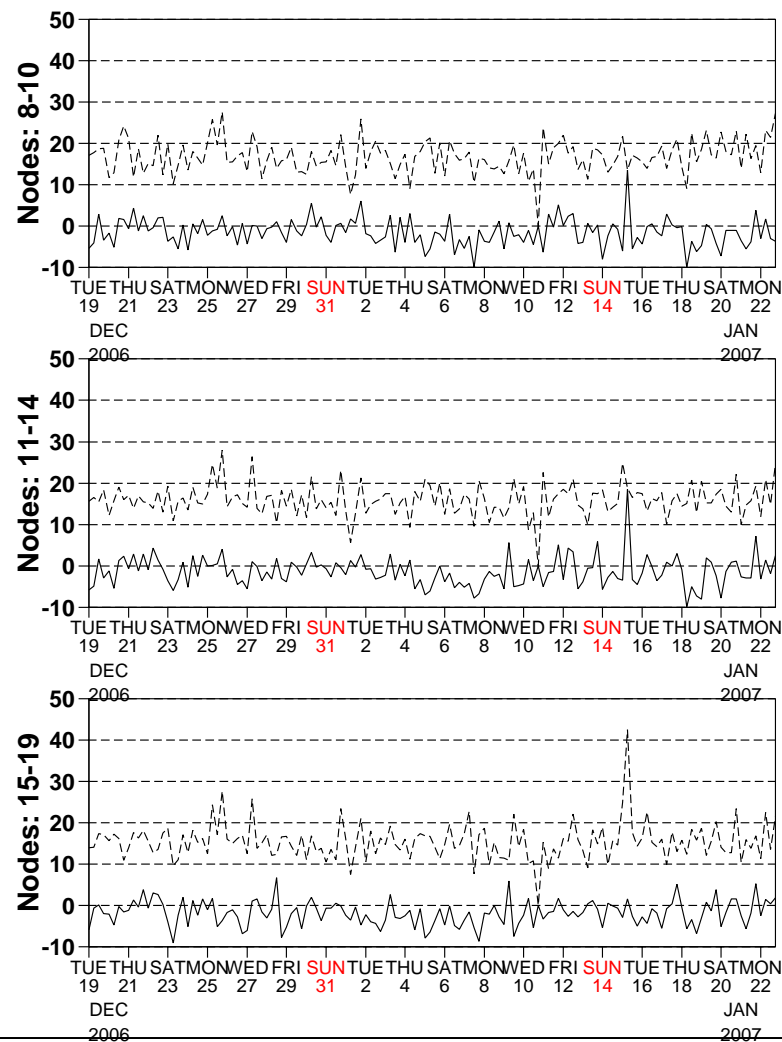 50
40
30
20
10
0
-10
Nodes: 8-10
TUE THU SAT MON WED FRI SUN TUE THU SAT MON WED FRI SUN TUE THU SAT MON
19 21 23 25 27 29 31 2 4 6 8 10 12 14 16 18 20 22
DEC JAN
2006 2007
50
40
30
20
10
0
-10
Nodes: 11-14
TUE THU SAT MON WED FRI SUN TUE THU SAT MON WED FRI SUN TUE THU SAT MON
19 21 23 25 27 29 31 2 4 6 8 10 12 14 16 18 20 22
DEC JAN
2006 2007
50
40
30
20
10
0
-10
Nodes: 15-19
TUE THU SAT MON WED FRI SUN TUE THU SAT MON WED FRI SUN TUE THU SAT MON
19 21 23 25 27 29 31 2 4 6 8 10 12 14 16 18 20 22
DEC JAN
2006 2007